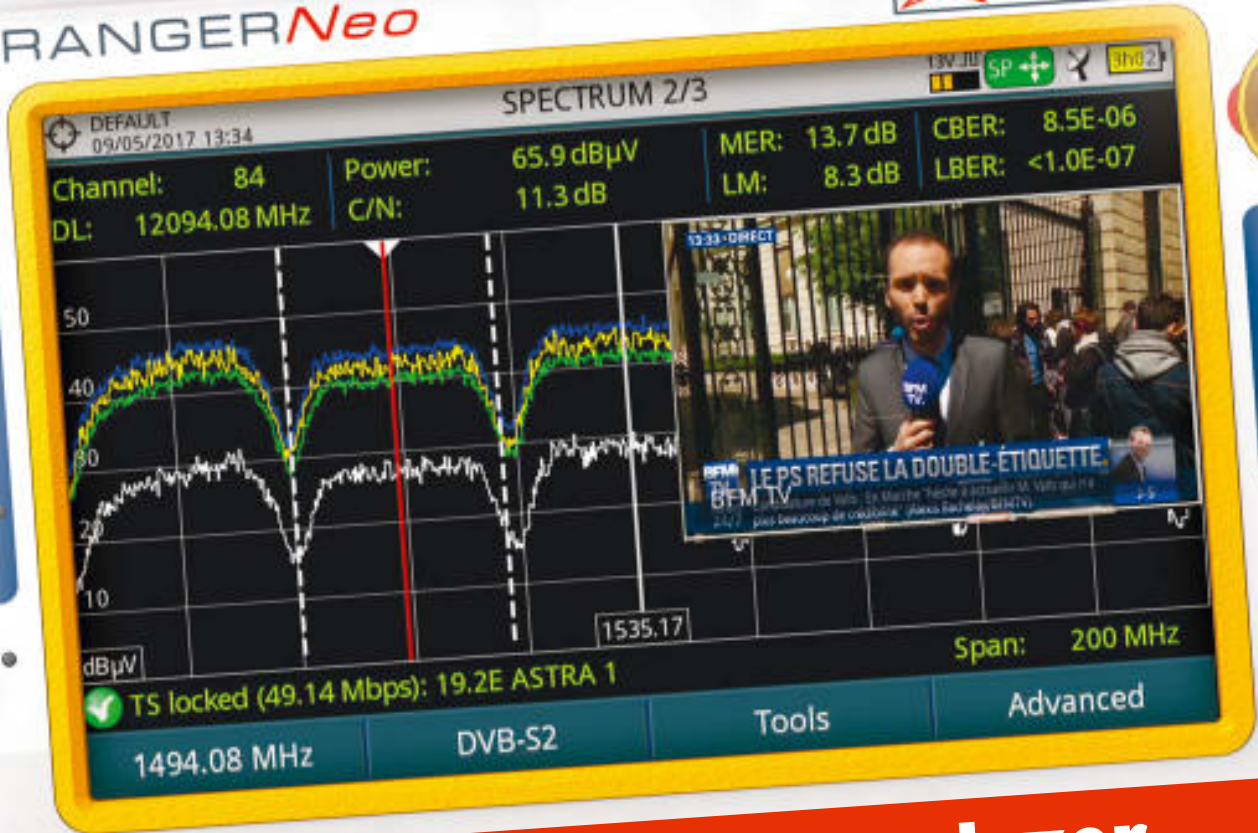 RANGERNeo
DEFAULT
09/05/2017 13:34
SPECTRUM 2/3
13V
SP
3h02
Channel: 84
Power: 65.9 dBµV
MER: 13.7 dB
CBER: 8.5E-06
DL: 12094.08 MHz
C/N: 11.3 dB
LM: 8.3 dB
LBER: <1.0E-07
13:33 • DIRECT
50
40
30
20
10
dBµV
BFM TV.
BFM TV
LE PS REFUSE LA DOUBLE-ÉTIQUETTE
BFM TV
1535.17
Span: 200 MHz
TS locked (49.14 Mbps): 19.2E ASTRA 1
1494.08 MHz
DVB-S2
Tools
Advanced